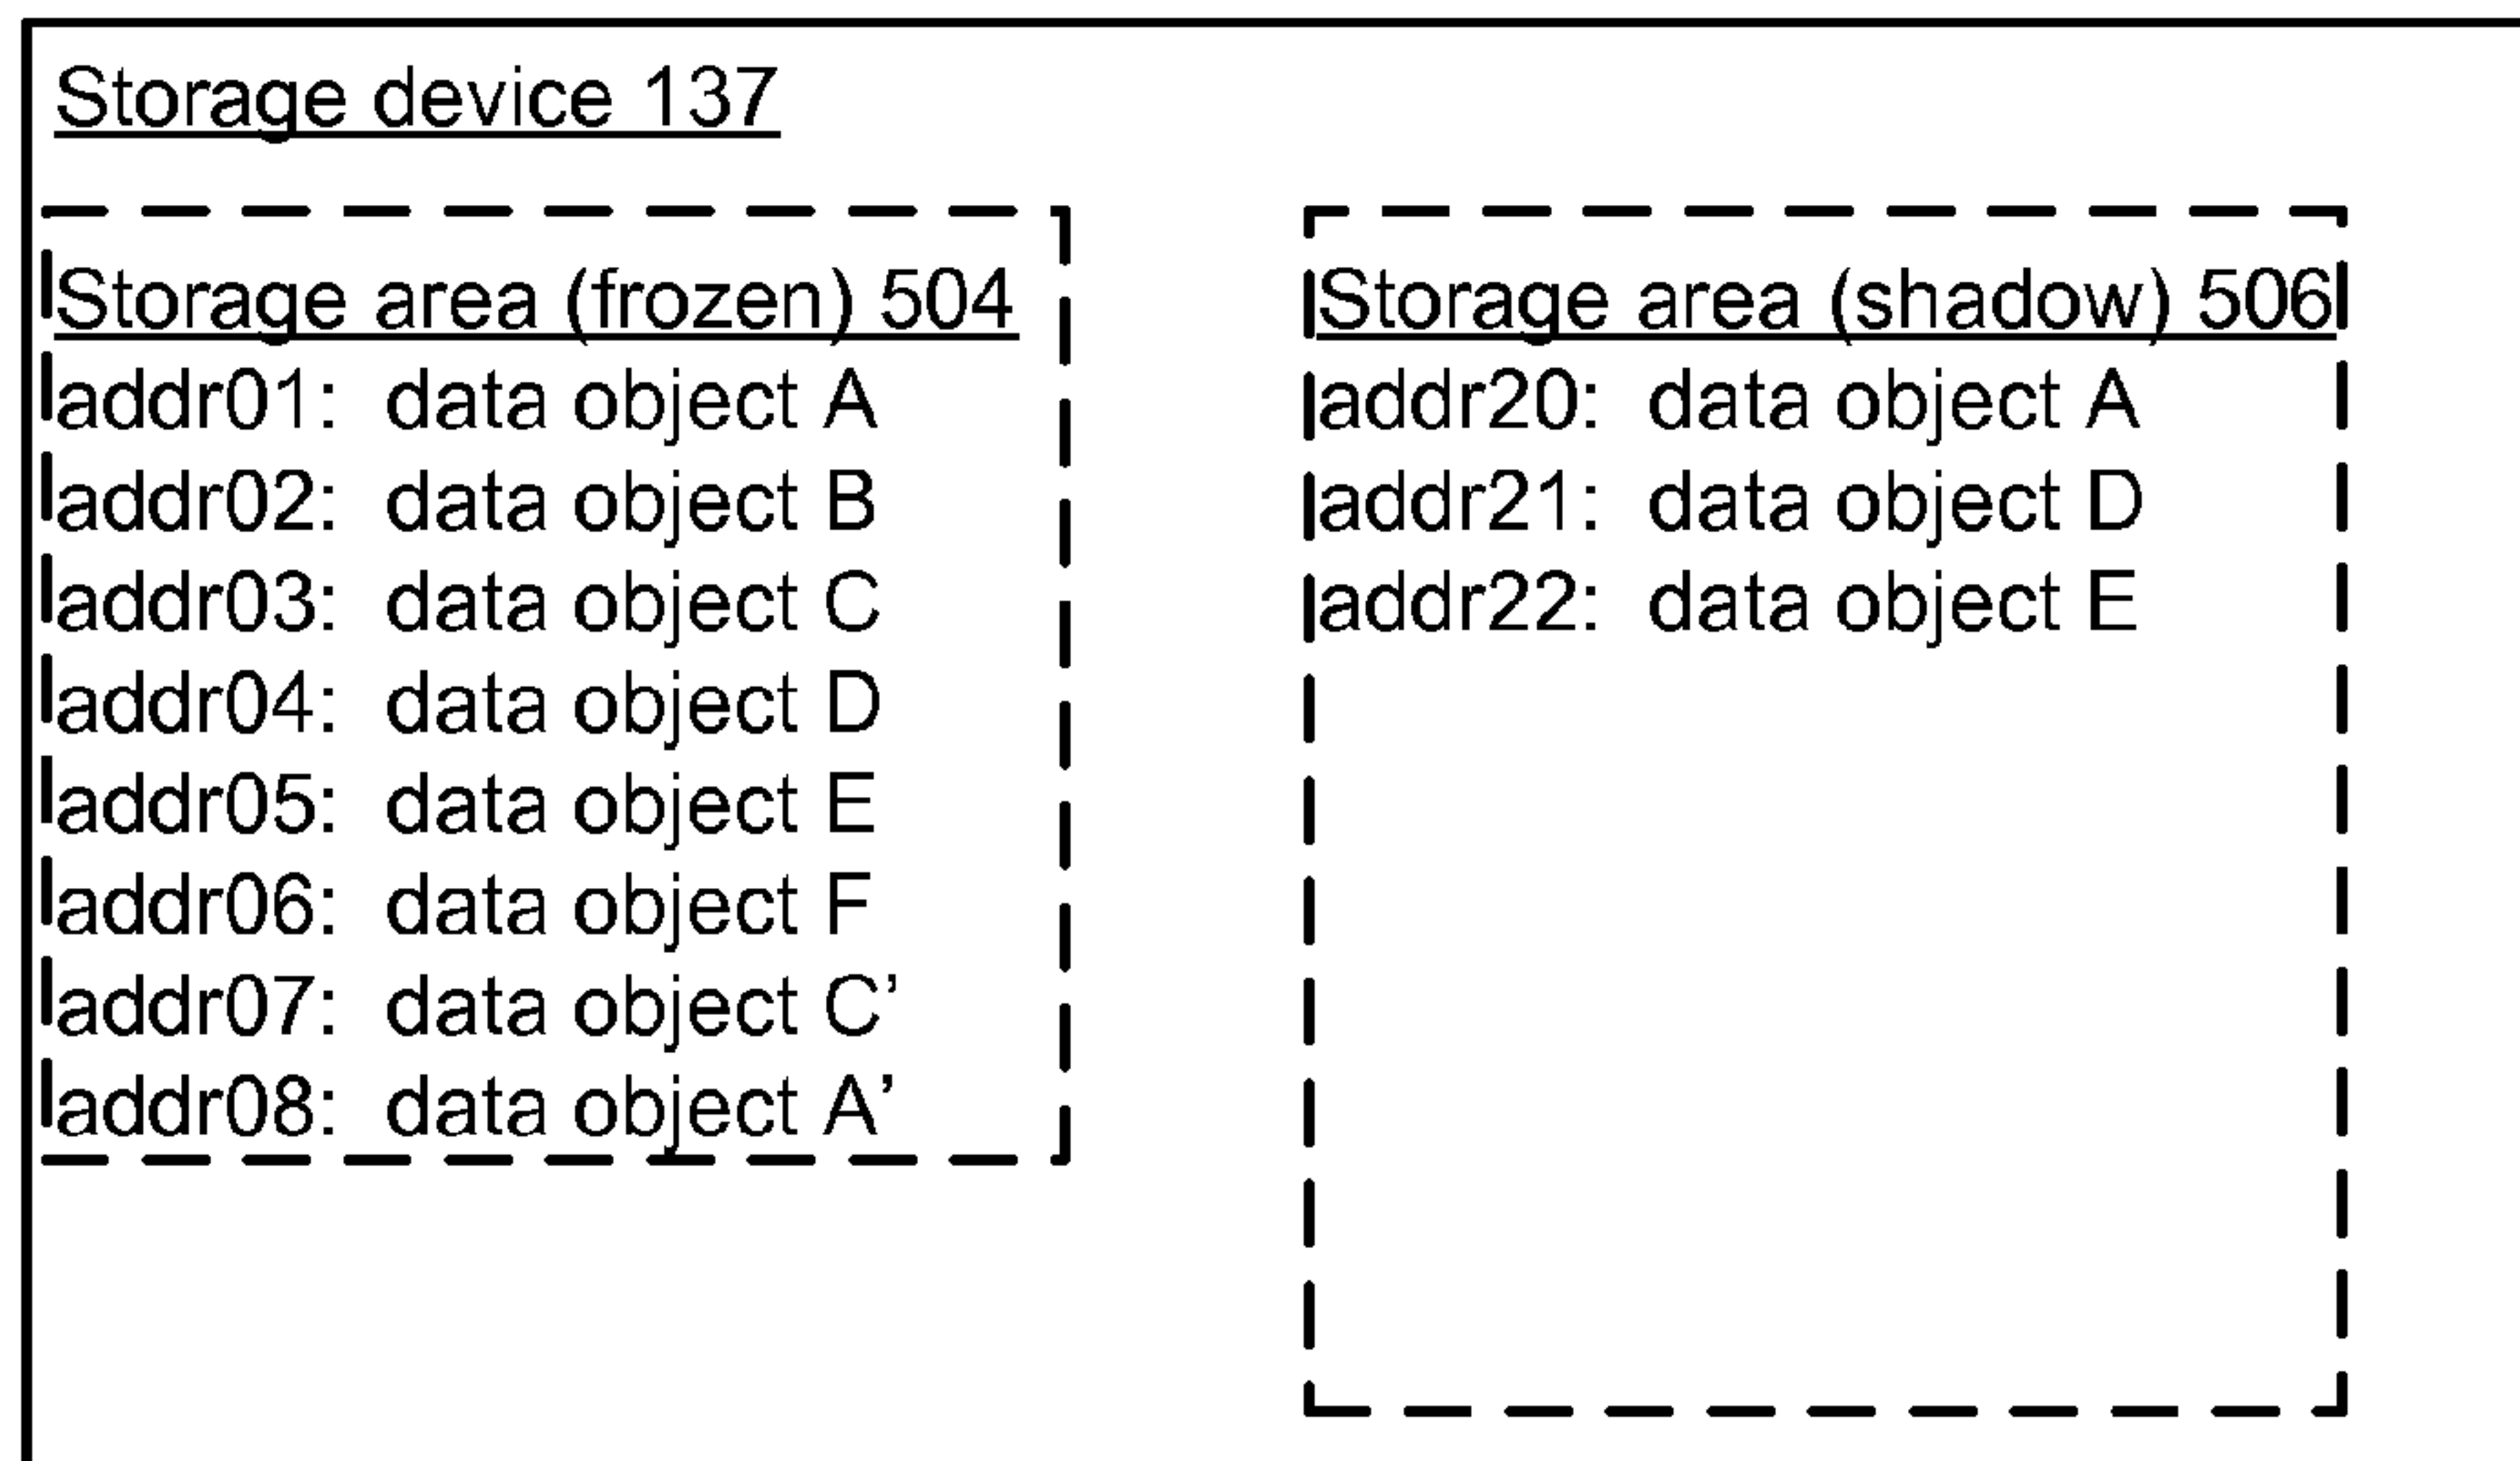 Storage device 137
Storage area (frozen) 504
addr01: data object A
addr02: data object B
addr03: data object C
addr04: data object D
addr05: data object E
addr06: data object F
addr07: data object C’
addr08: data object A’
Storage area (shadow) 506
addr20: data object A
addr21: data object D
addr22: data object E